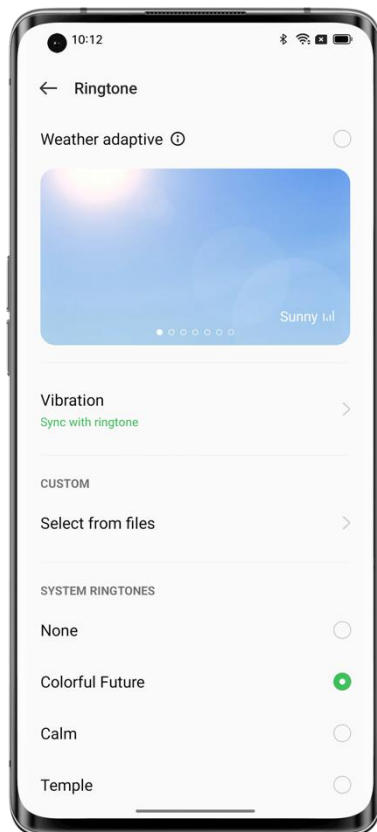 10:12
Ringtone
Weather adaptive
Sunny
Vibration
Sync with ringtone
CUSTOM
Select from files
SYSTEM RINGTONES
None
Colorful Future
Calm
Temple